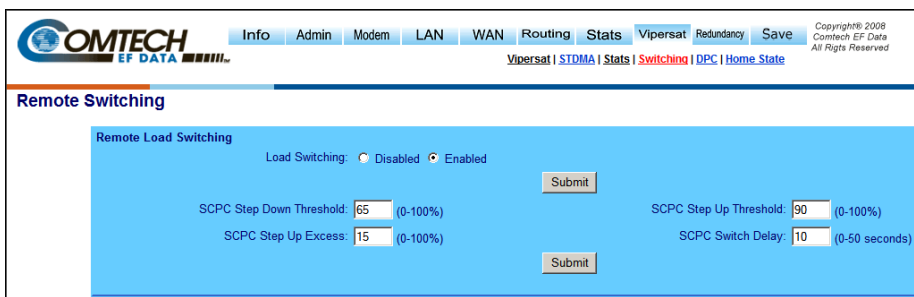 COMTECH
EF DATA
Info Admin Modem LAN WAN Routing Stats Vipersat Redundancy Save
Copyright® 2008
Comtech EF Data
All Rigts Reserved
Vipersat | STDMA | Stats | Switching | DPC | Home State
Remote Switching
Remote Load Switching
Load Switching: Disabled Enabled
Submit
SCPC Step Down Threshold: 65 (0-100%) SCPC Step Up Threshold: 90 (0-100%)
SCPC Step Up Excess: 15 (0-100%) SCPC Switch Delay: 10 (0-50 seconds)
Submit